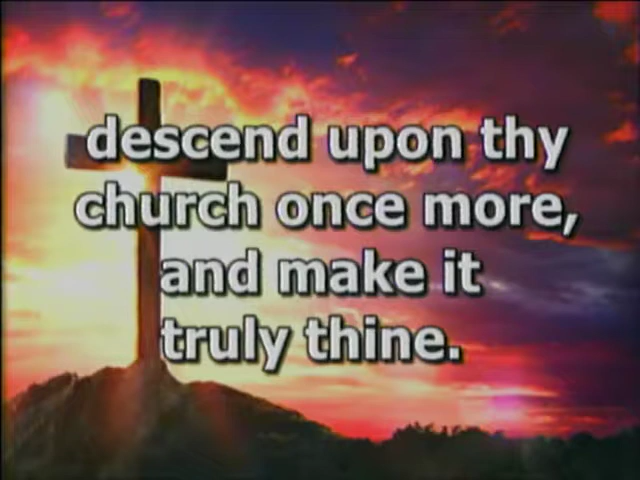 descend upon thy
church once more,
and make it
truly thine.